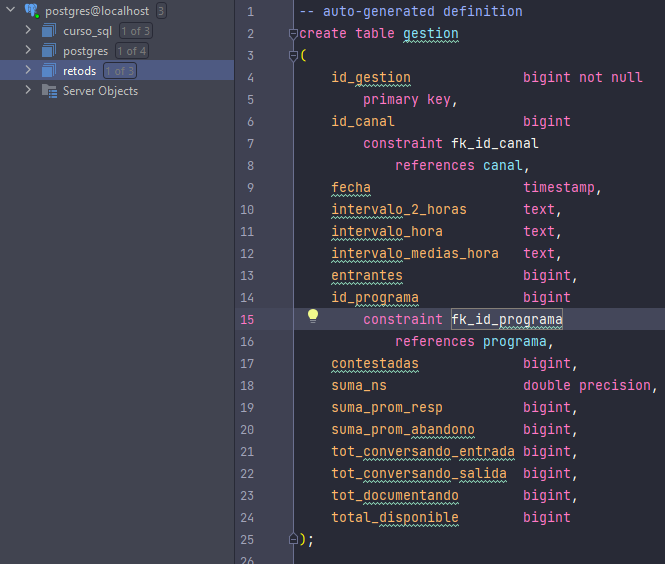 postgres@localhost 3
curso_sql 1 of 3
postgres 1 of 4
retods 1 of 3
Server Objects
1 -- auto-generated definition
2 create table gestion
3 (
4 id_gestion bigint not null
5 primary key,
6 id_canal bigint
7 constraint fk_id_canal
8 references canal,
9 fecha timestamp,
10 intervalo_2_horas text,
11 intervalo_hora text,
12 intervalo_medias_hora text,
13 entrantes bigint,
14 id_programa bigint
15 constraint fk_id_programa
16 references programa,
17 contestadas bigint,
18 suma_ns double precision,
19 suma_prom_resp bigint,
20 suma_prom_abandono bigint,
21 tot_conversando_entrada bigint,
22 tot_conversando_salida bigint,
23 tot_documentando bigint,
24 total_disponible bigint
25 );
26